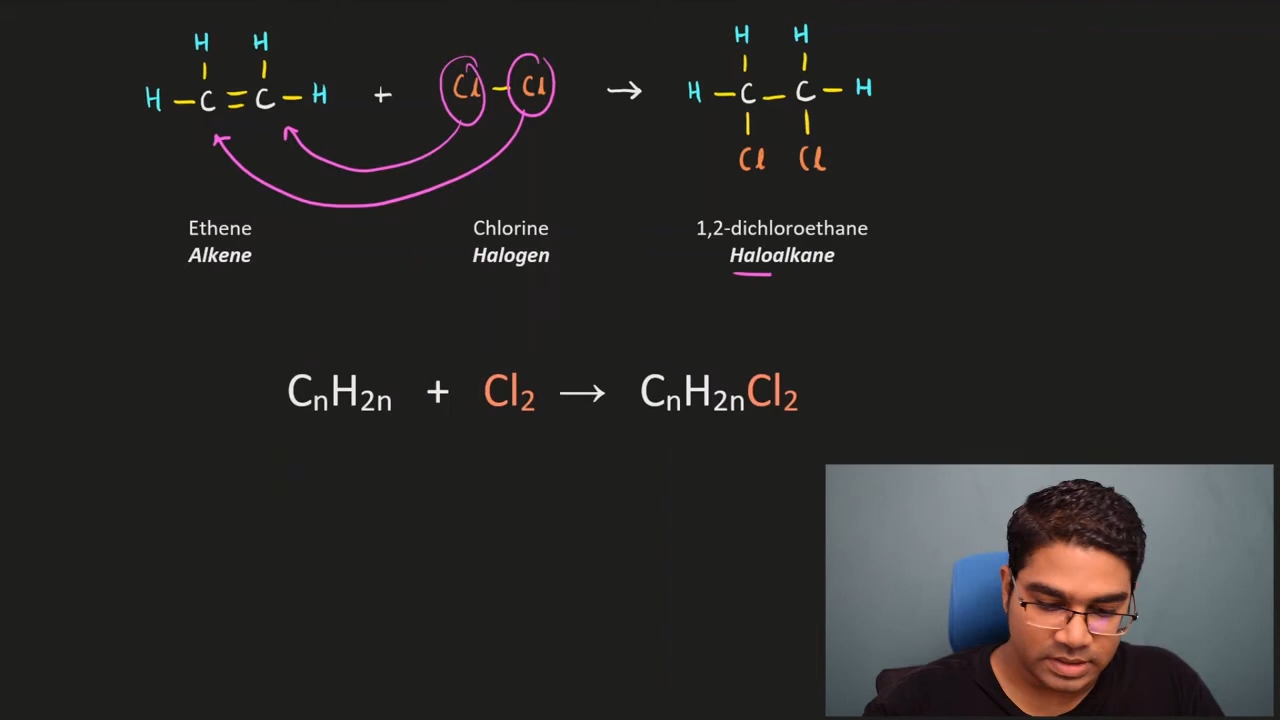 H H H H
H – C = C – H + Cl – Cl → H – C – C – H
Cl Cl
Ethene Chlorine 1,2-dichloroethane
Alkene Halogen Haloalkane
CₙH₂ₙ + Cl₂ → CₙH₂ₙCl₂